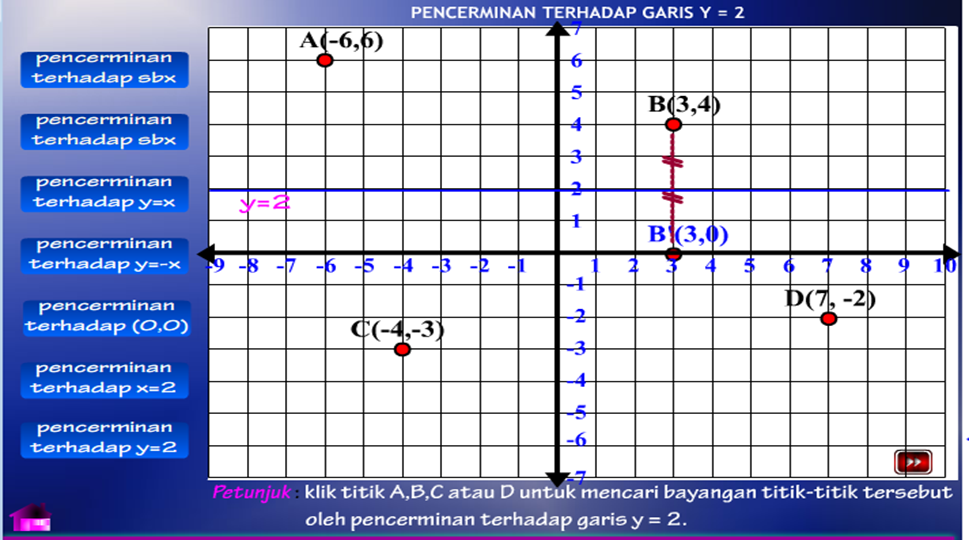 PENCERMINAN TERHADAP GARIS Y = 2
pencerminan
terhadap sbx
pencerminan
terhadap sbx
pencerminan
terhadap y=x
pencerminan
terhadap y=-x
pencerminan
terhadap (0,0)
pencerminan
terhadap x=2
pencerminan
terhadap y=2
7
A(-6,6)
6
5
B(3,4)
4
3
2
y=2
1
B'(3,0)
-9 -8 -7 -6 -5 -4 -3 -2 -1 1 2 3 4 5 6 7 8 9 10
-1
D(7, -2)
-2
C(-4,-3)
-3
-4
-5
-6
-7
Petunjuk : klik titik A,B,C atau D untuk mencari bayangan titik-titik tersebut
oleh pencerminan terhadap garis y = 2.